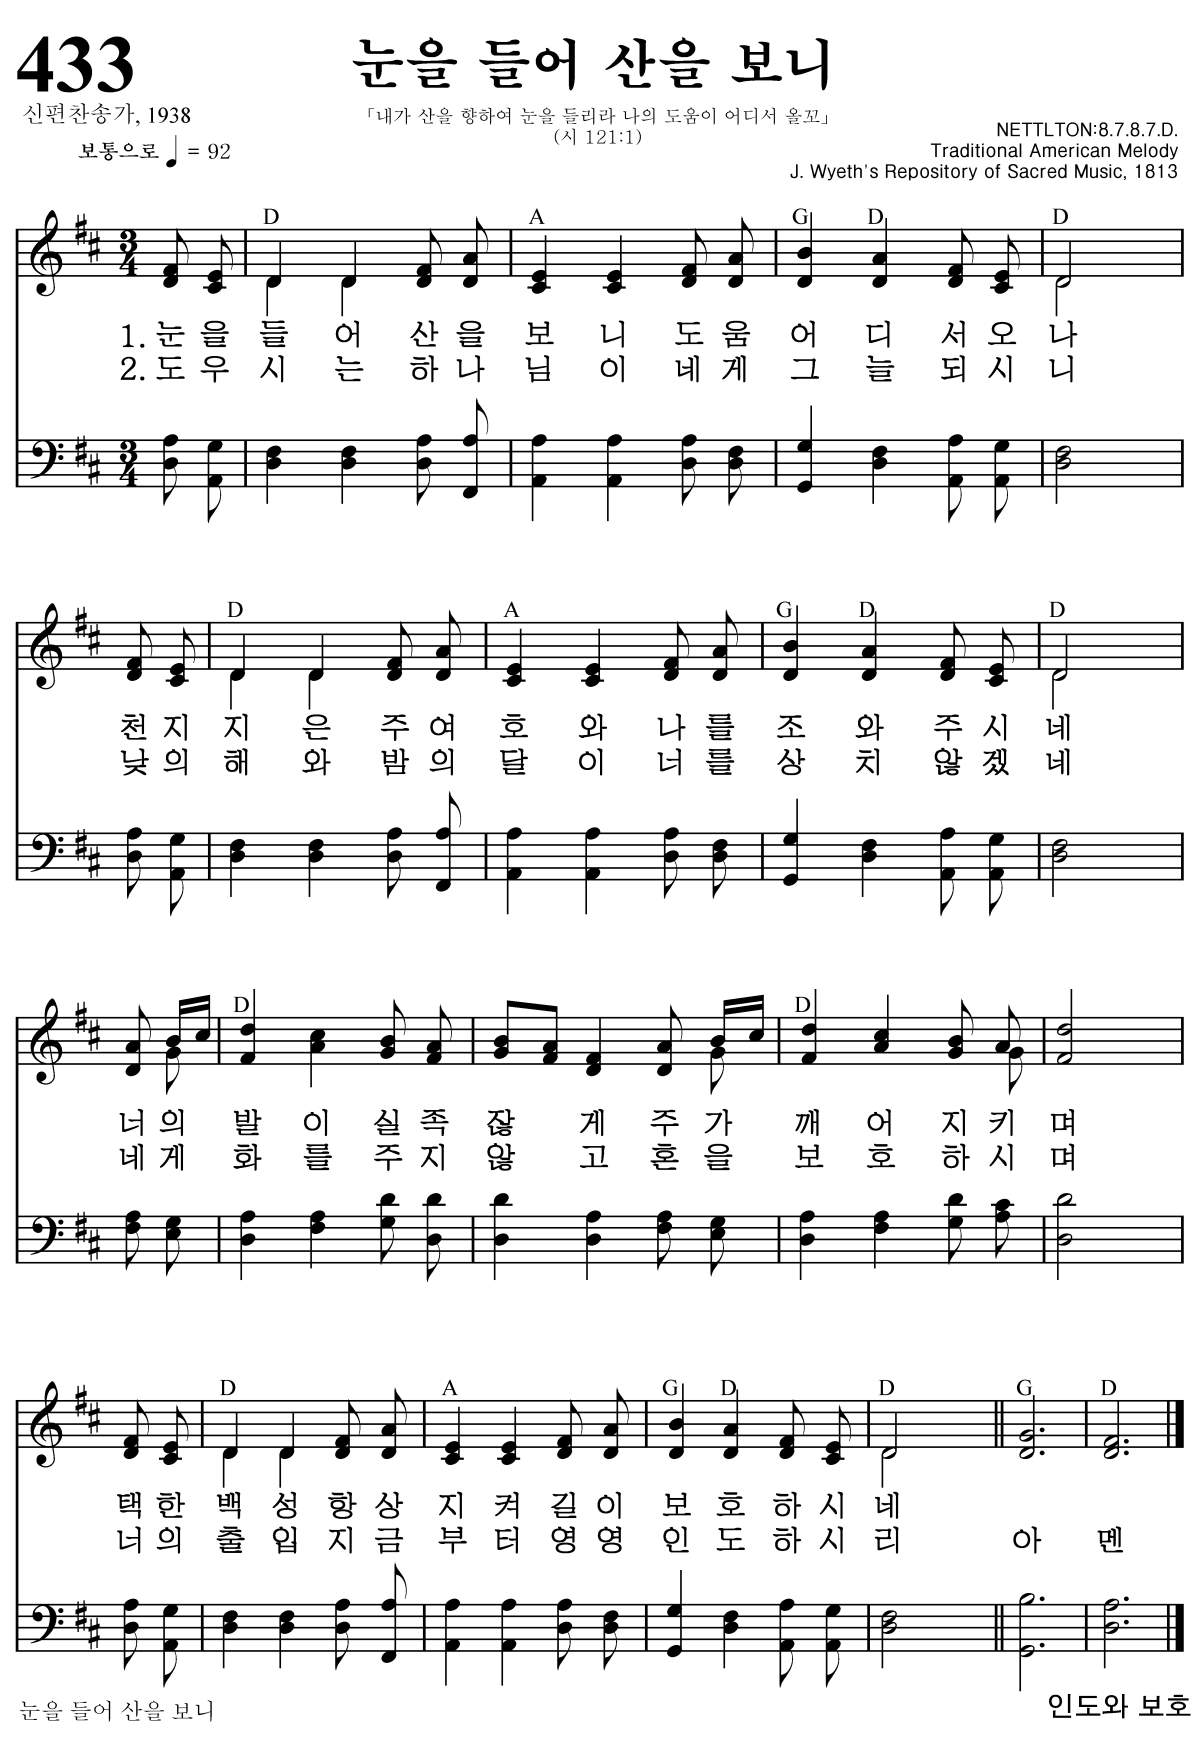 433
눈을 들어 산을 보니
신편찬송가, 1938
「내가 산을 향하여 눈을 들리라 나의 도움이 어디서 올꼬」
(시 121:1)
보통으로 ♩ = 92
NETTLTON:8.7.8.7.D.
Traditional American Melody
J. Wyeth's Repository of Sacred Music, 1813
D A G D D
3 4
1. 눈 을 들 어 산 을 보 니 도 움 어 디 서 오 나
2. 도 우 시 는 하 나 님 이 네 게 그 늘 되 시 니
3 4
D A G D D
천 지 지 은 주 여 호 와 나 를 조 와 주 시 네
낮 의 해 와 밤 의 달 이 너 를 상 치 않 겠 네
D D
너 의 발 이 실 족 잖 게 주 가 깨 어 지 키 며
네 게 화 를 주 지 않 고 혼 을 보 호 하 시 며
D A G D D G D
택 한 백 성 항 상 지 켜 길 이 보 호 하 시 네
너 의 출 입 지 금 부 터 영 영 인 도 하 시 리 아 멘
눈을 들어 산을 보니
인도와 보호